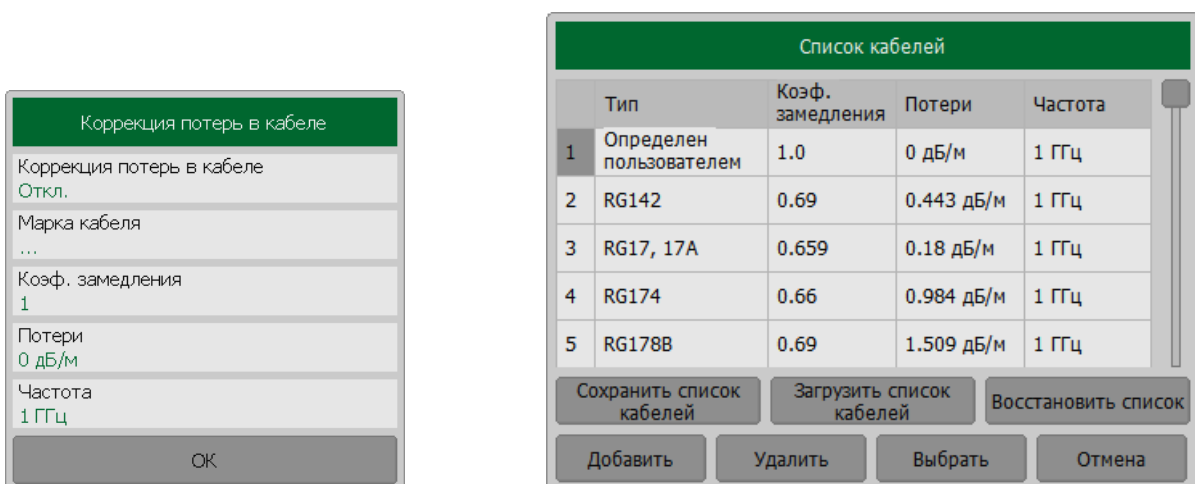 Коррекция потерь в кабеле
Коррекция потерь в кабеле
Откл.
Марка кабеля
...
Коэф. замедления
1
Потери
0 дБ/м
Частота
1 ГГц
ОК
Список кабелей
Тип Коэф. замедления Потери Частота
1 Определен пользователем 1.0 0 дБ/м 1 ГГц
2 RG142 0.69 0.443 дБ/м 1 ГГц
3 RG17, 17A 0.659 0.18 дБ/м 1 ГГц
4 RG174 0.66 0.984 дБ/м 1 ГГц
5 RG178B 0.69 1.509 дБ/м 1 ГГц
Сохранить список кабелей Загрузить список кабелей Восстановить список
Добавить Удалить Выбрать Отмена